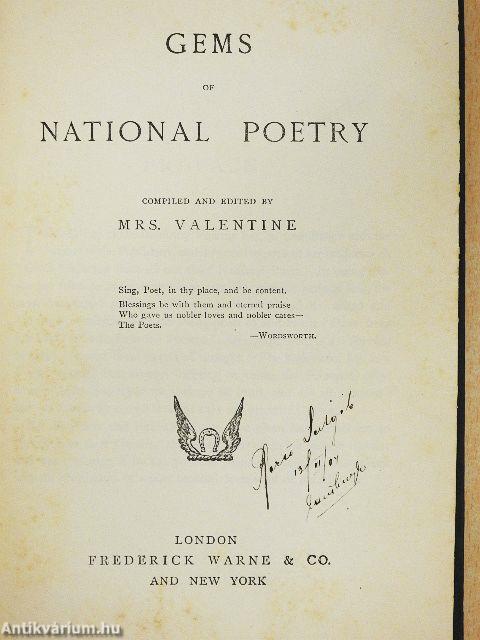 GEMS
OF
NATIONAL POETRY
COMPILED AND EDITED BY
MRS. VALENTINE
Sing, Poet, in thy place, and be content.
Blessings be with them and eternal praise
Who gave us nobler loves and nobler cares—
The Poets.
—WORDSWORTH.
LONDON
FREDERICK WARNE & CO.
AND NEW YORK
Antikvárium.hu